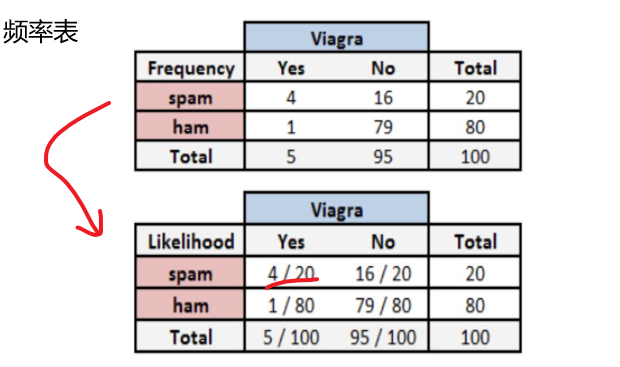 频率表
Viagra
Frequency Yes No Total
spam 4 16 20
ham 1 79 80
Total 5 95 100
Viagra
Likelihood Yes No Total
spam 4 / 20 16 / 20 20
ham 1 / 80 79 / 80 80
Total 5 / 100 95 / 100 100